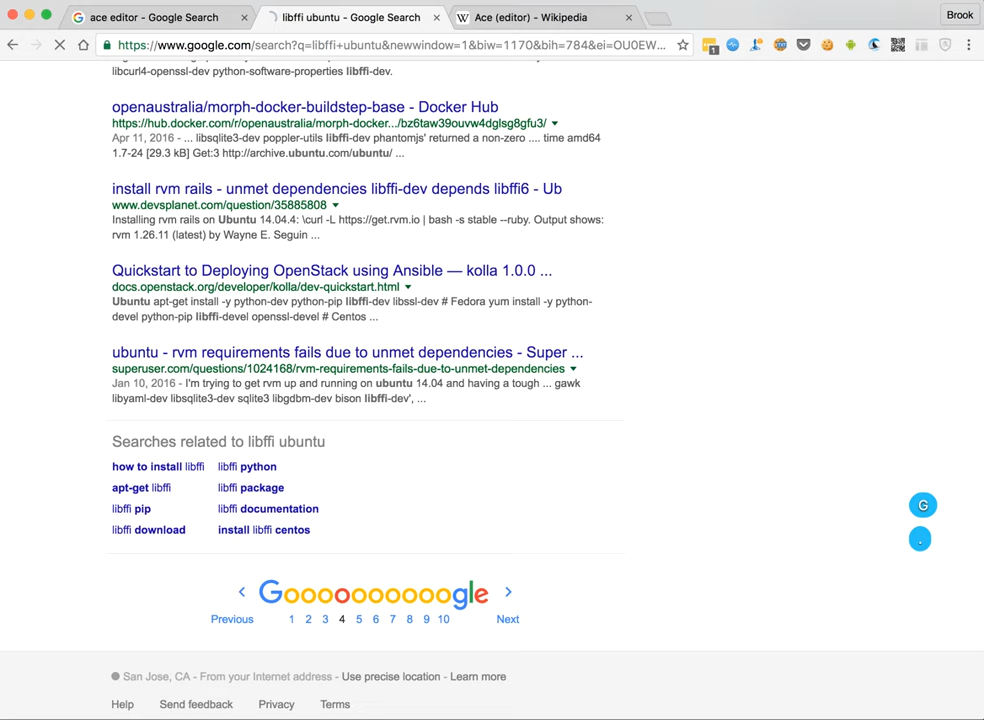 ace editor - Google Search
libffi ubuntu - Google Search
Ace (editor) - Wikipedia
Brook
https://www.google.com/search?q=libffi+ubuntu&newwindow=1&biw=1170&bih=784&ei=OU0EW...
libcurl4-openssl-dev python-software-properties libffi-dev.
openaustralia/morph-docker-buildstep-base - Docker Hub
https://hub.docker.com/r/openaustralia/morph-docker.../bz6taw39ouvw4dglsg8gfu3/
Apr 11, 2016 - ... libsqlite3-dev poppler-utils libffi-dev phantomjs' returned a non-zero .... time amd64
1.7-24 [29.3 kB] Get:3 http://archive.ubuntu.com/ubuntu/ ...
install rvm rails - unmet dependencies libffi-dev depends libffi6 - Ub
www.devsplanet.com/question/35885808
Installing rvm rails on Ubuntu 14.04.4: \curl -L https://get.rvm.io | bash -s stable --ruby. Output shows:
rvm 1.26.11 (latest) by Wayne E. Seguin ...
Quickstart to Deploying OpenStack using Ansible — kolla 1.0.0 ...
docs.openstack.org/developer/kolla/dev-quickstart.html
Ubuntu apt-get install -y python-dev python-pip libffi-dev libssl-dev # Fedora yum install -y python-
devel python-pip libffi-devel openssl-devel # Centos ...
ubuntu - rvm requirements fails due to unmet dependencies - Super ...
superuser.com/questions/1024168/rvm-requirements-fails-due-to-unmet-dependencies
Jan 10, 2016 - I'm trying to get rvm up and running on ubuntu 14.04 and having a tough ... gawk
libyaml-dev libsqlite3-dev sqlite3 libgdbm-dev bison libffi-dev', ...
Searches related to libffi ubuntu
how to install libffi libffi python
apt-get libffi libffi package
libffi pip libffi documentation
libffi download install libffi centos
Goooooooooogle
Previous 1 2 3 4 5 6 7 8 9 10 Next
San Jose, CA - From your Internet address - Use precise location - Learn more
Help Send feedback Privacy Terms
G
.